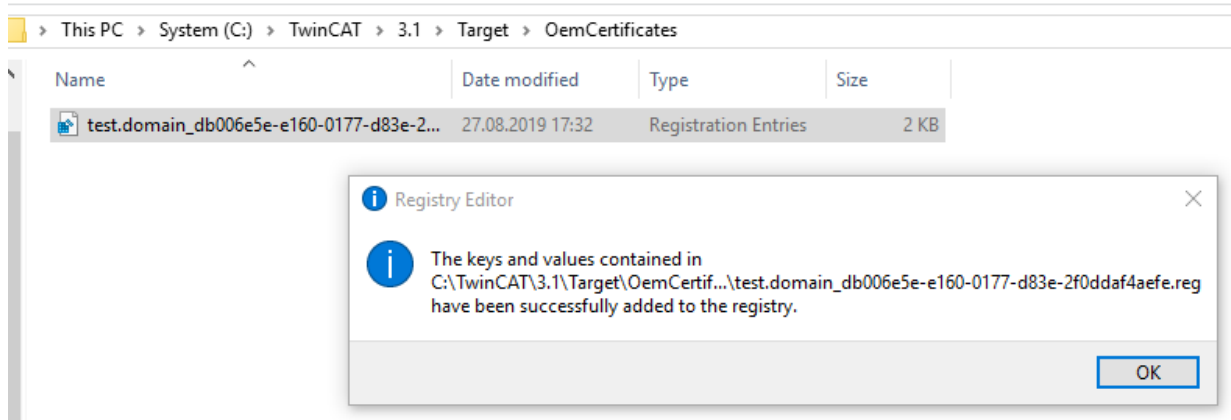 This PC > System (C:) > TwinCAT > 3.1 > Target > OemCertificates
Name Date modified Type Size
test.domain_db006e5e-e160-0177-d83e-2... 27.08.2019 17:32 Registration Entries 2 KB
Registry Editor
The keys and values contained in
C:\TwinCAT\3.1\Target\OemCertif...\test.domain_db006e5e-e160-0177-d83e-2f0ddaf4aefe.reg
have been successfully added to the registry.
OK